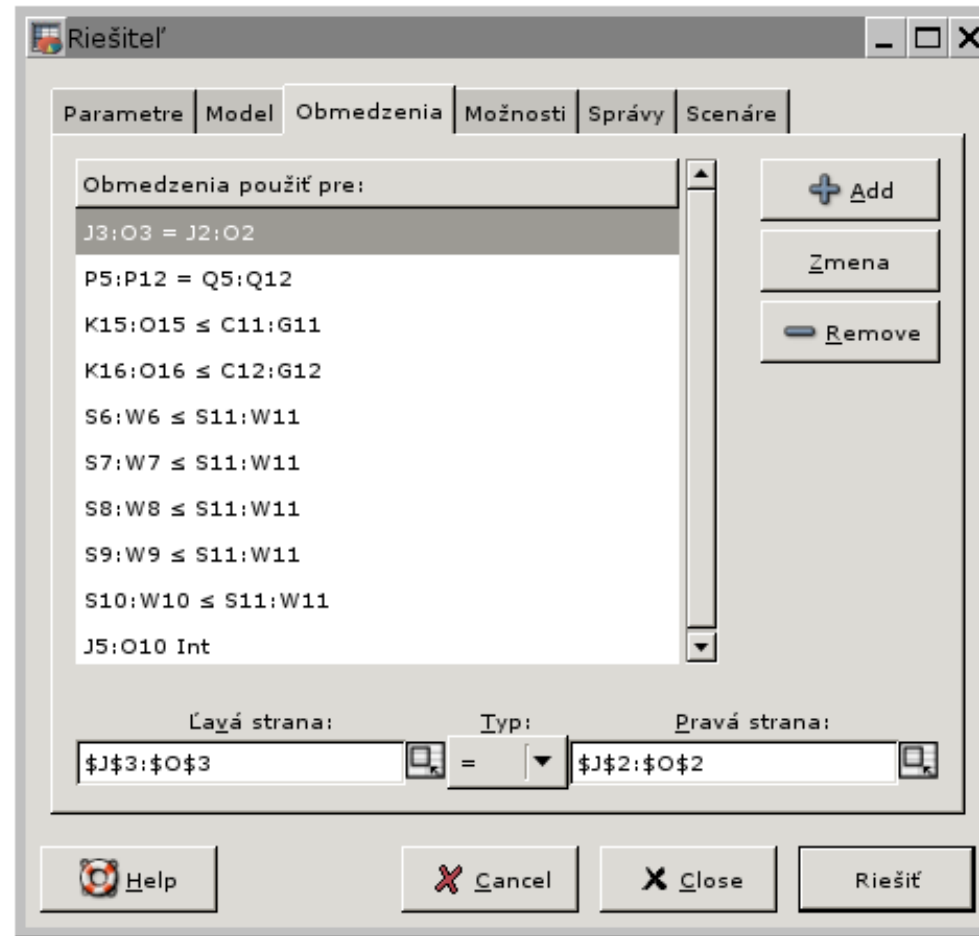 Riešiteľ
Parametre Model Obmedzenia Možnosti Správy Scenáre
Obmedzenia použiť pre:
J3:O3 = J2:O2
P5:P12 = Q5:Q12
K15:O15 ≤ C11:G11
K16:O16 ≤ C12:G12
S6:W6 ≤ S11:W11
S7:W7 ≤ S11:W11
S8:W8 ≤ S11:W11
S9:W9 ≤ S11:W11
S10:W10 ≤ S11:W11
J5:O10 Int
Add
Zmena
Remove
Ľavá strana: Typ: Pravá strana:
$J$3:$O$3 = $J$2:$O$2
Help Cancel Close Riešiť